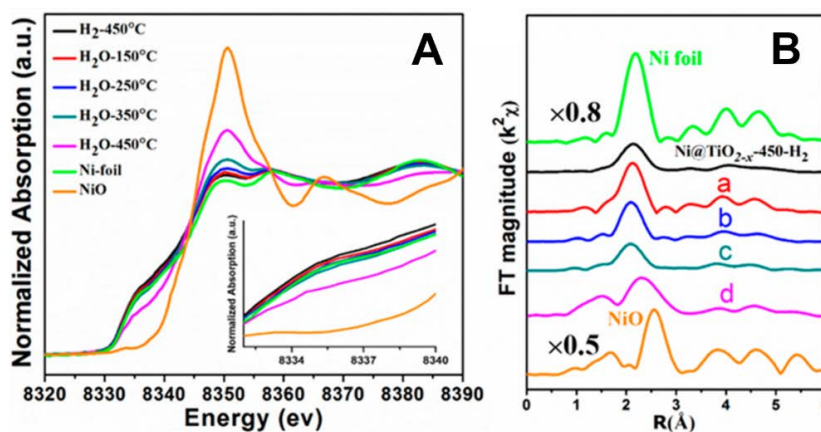 A
H₂-450°C
H₂O-150°C
H₂O-250°C
H₂O-350°C
H₂O-450°C
Ni-foil
NiO
Normalized Absorption (a.u.)
Normalized Absorption (a.u.)
8334 8337 8340
8320 8330 8340 8350 8360 8370 8380 8390
Energy (ev)
B
Ni foil
×0.8
Ni@TiO₂₋ₓ-450-H₂
a
b
c
d
NiO
×0.5
FT magnitude (k²χ)
0 1 2 3 4 5
R(Å)